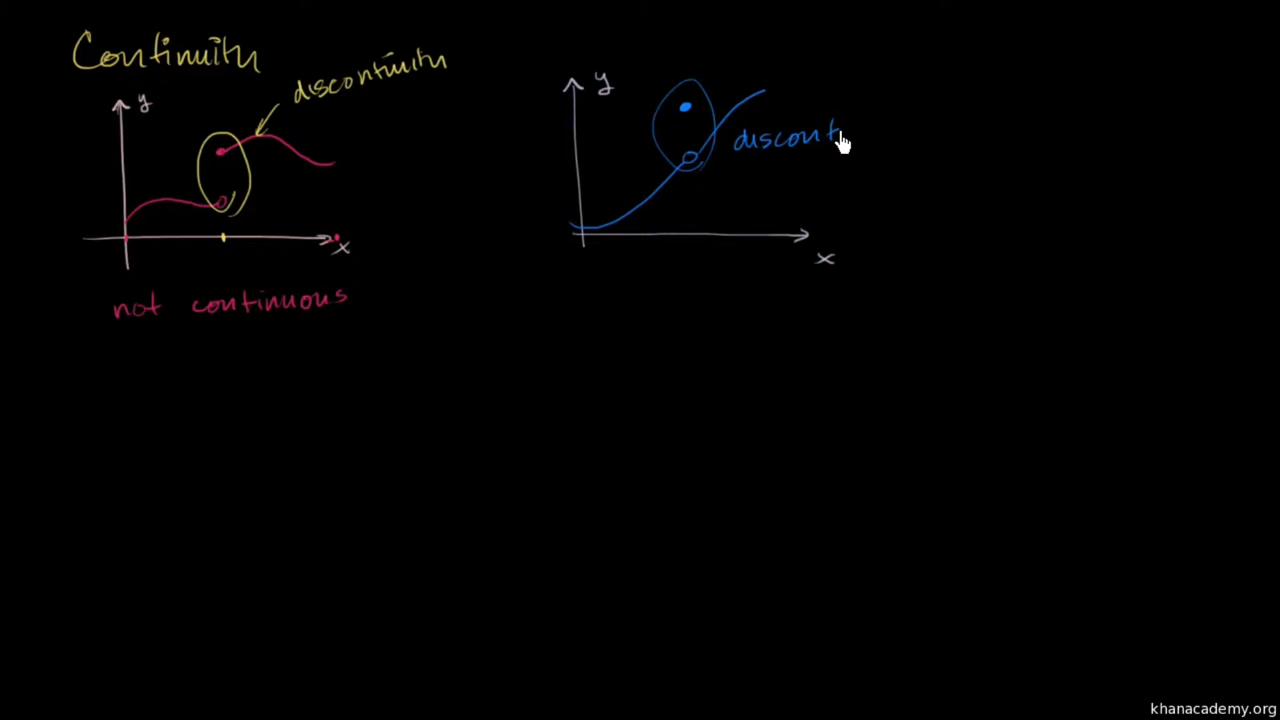 Continuity
discontinuity
y
x
not continuous
y
discont
x
khanacademy.org